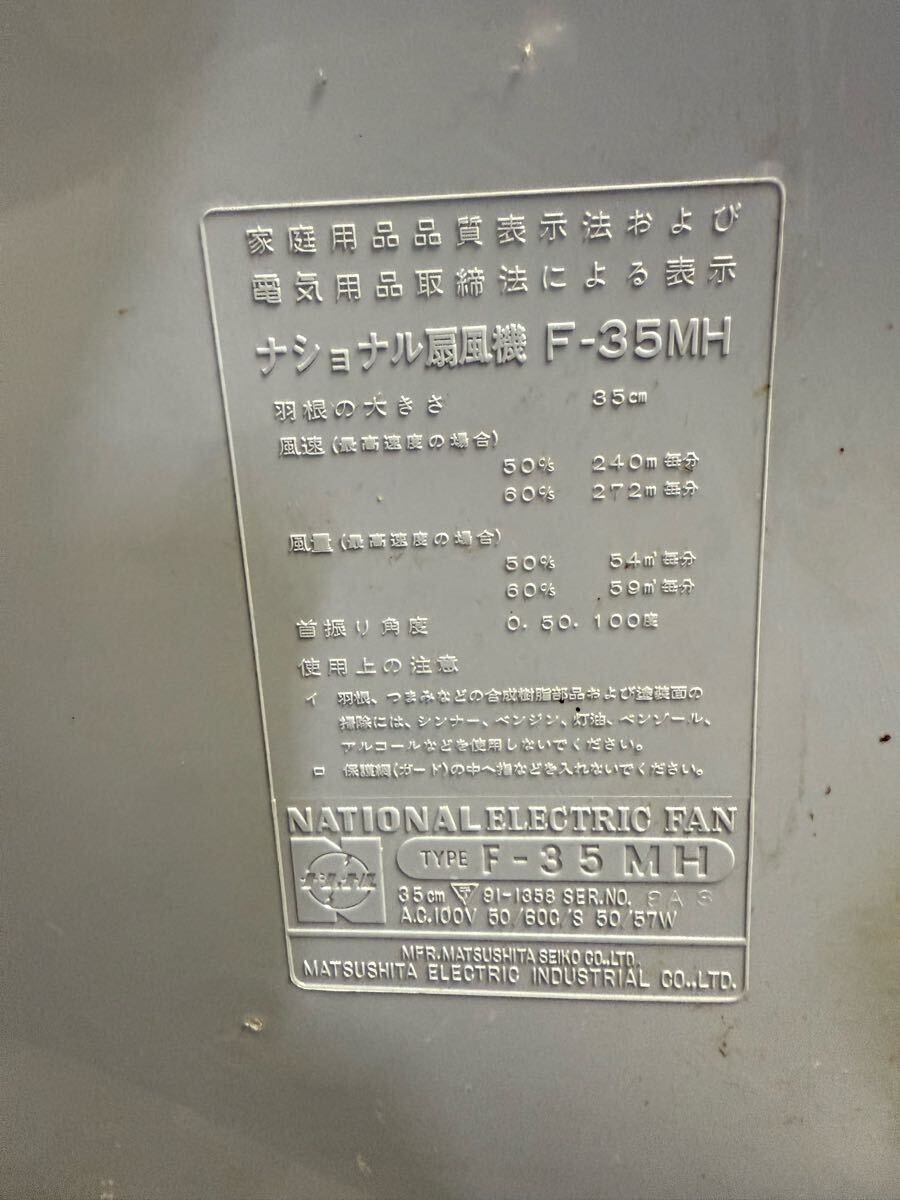 家庭用品品質表示法および
電気用品取締法による表示
ナショナル扇風機 F-35MH
羽根の大きさ 35cm
風速(最高速度の場合)
50% 240m毎分
60% 272m毎分
風量(最高速度の場合)
50% 54m³毎分
60% 59m³毎分
首振り角度 0.50.100度
使用上の注意
イ 羽根、つまみなどの合成樹脂部品および塗装面の
掃除には、シンナー、ベンジン、灯油、ベンゾール、
アルコールなどを使用しないでください。
ロ 保護網(ガード)の中へ指などを入れないでください。
NATIONAL ELECTRIC FAN
ナショナル
TYPE F-35MH
35cm 〒 91-1358 SER.NO.
A.C.100V 50/60C/S 50/57W
MFR.MATSUSHITA SEIKO CO.,LTD.
MATSUSHITA ELECTRIC INDUSTRIAL CO.,LTD.